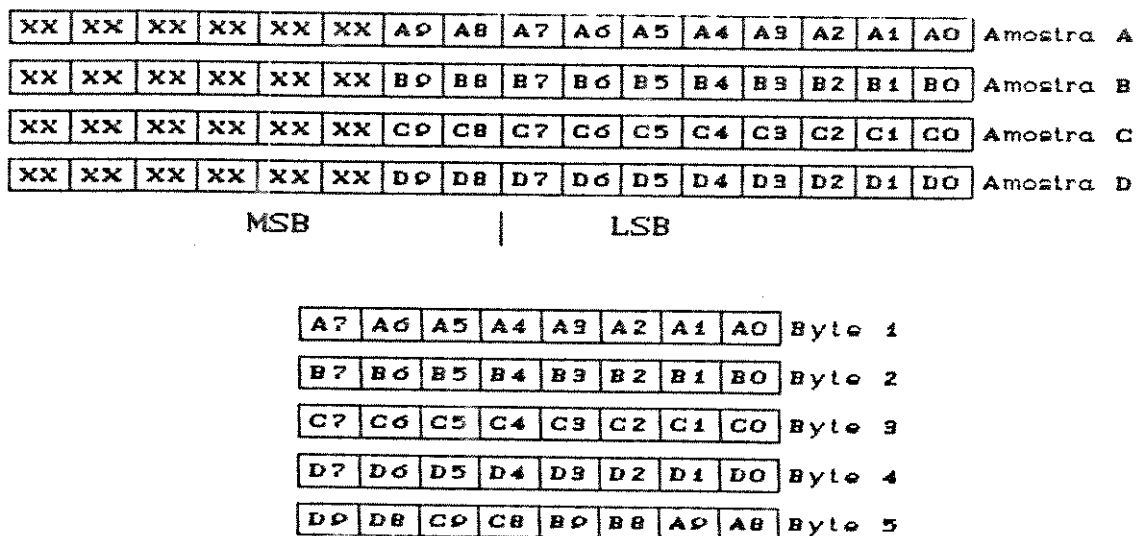 XX XX XX XX XX XX A9 A8 A7 A6 A5 A4 A3 A2 A1 A0 Amostra A
XX XX XX XX XX XX B9 B8 B7 B6 B5 B4 B3 B2 B1 B0 Amostra B
XX XX XX XX XX XX C9 C8 C7 C6 C5 C4 C3 C2 C1 C0 Amostra C
XX XX XX XX XX XX D9 D8 D7 D6 D5 D4 D3 D2 D1 D0 Amostra D
MSB | LSB
A7 A6 A5 A4 A3 A2 A1 A0 Byte 1
B7 B6 B5 B4 B3 B2 B1 B0 Byte 2
C7 C6 C5 C4 C3 C2 C1 C0 Byte 3
D7 D6 D5 D4 D3 D2 D1 D0 Byte 4
D9 D8 C9 C8 B9 B8 A9 A8 Byte 5